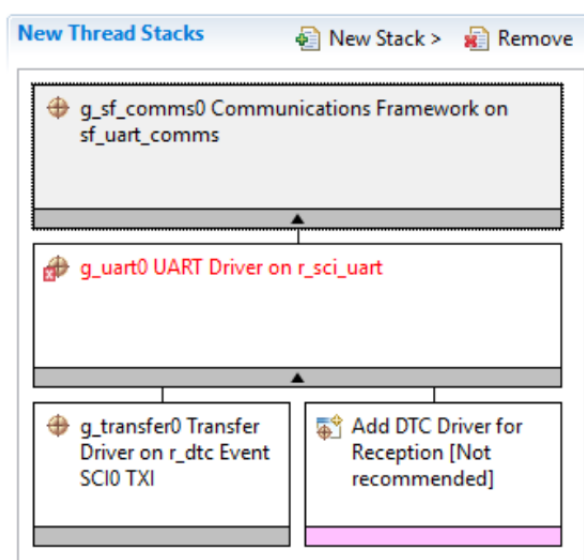 New Thread Stacks
New Stack >
Remove
g_sf_comms0 Communications Framework on
sf_uart_comms
g_uart0 UART Driver on r_sci_uart
g_transfer0 Transfer
Driver on r_dtc Event
SCI0 TXI
Add DTC Driver for
Reception [Not
recommended]